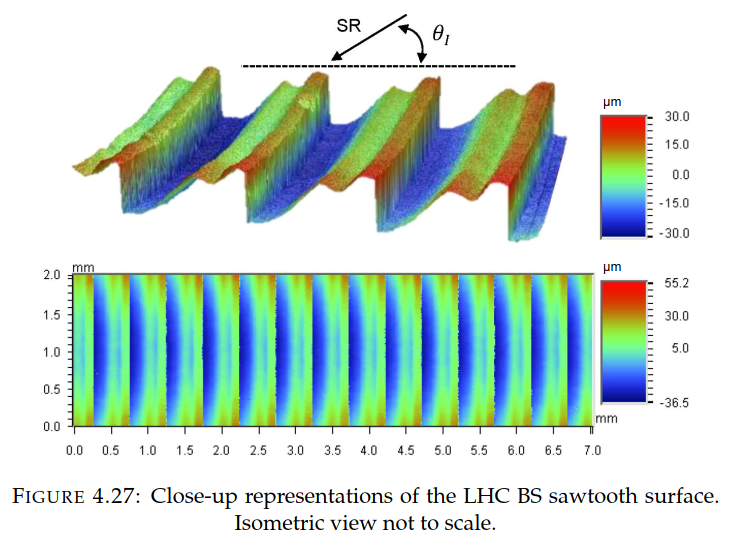 SR
θI
µm
30.0
15.0
0.0
-15.0
-30.0
mm
2.0
1.5
1.0
0.5
0.0
0.0 0.5 1.0 1.5 2.0 2.5 3.0 3.5 4.0 4.5 5.0 5.5 6.0 6.5 7.0
mm
µm
55.2
30.0
5.0
-36.5
FIGURE 4.27: Close-up representations of the LHC BS sawtooth surface.
Isometric view not to scale.